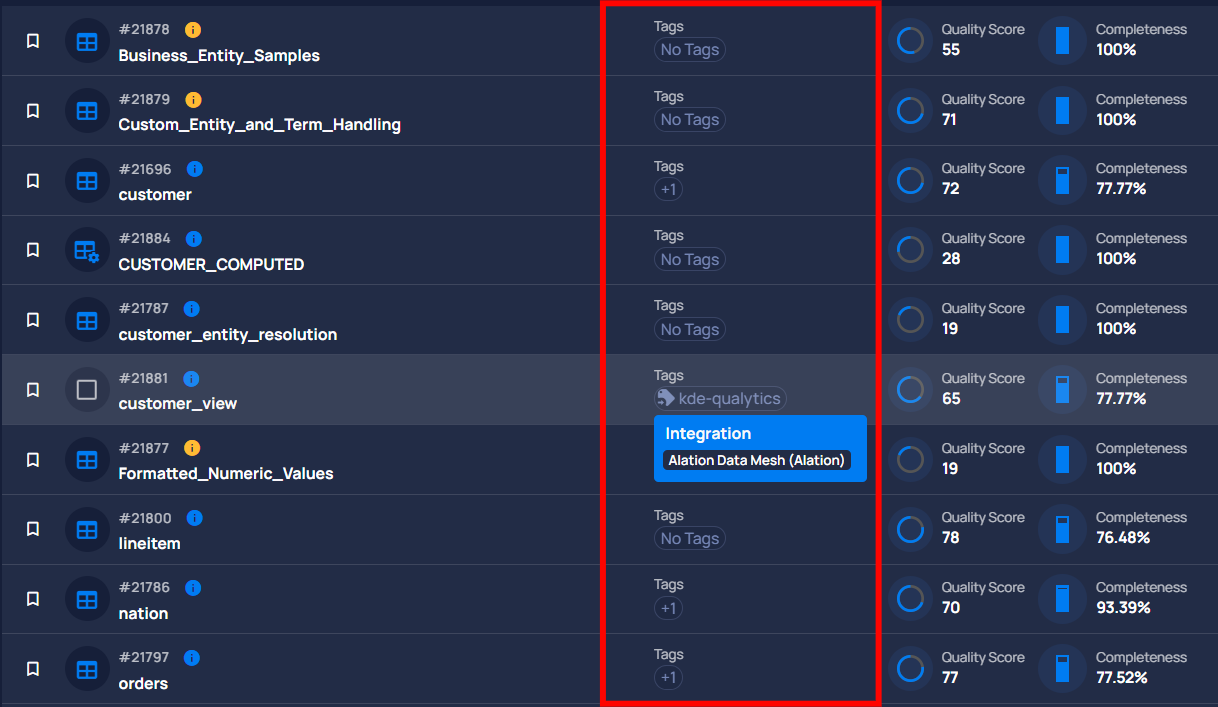 #21878 i
Business_Entity_Samples
Tags
No Tags
Quality Score
55
Completeness
100%
#21879 i
Custom_Entity_and_Term_Handling
Tags
No Tags
Quality Score
71
Completeness
100%
#21696 i
customer
Tags
+1
Quality Score
72
Completeness
77.77%
#21884 i
CUSTOMER_COMPUTED
Tags
No Tags
Quality Score
28
Completeness
100%
#21787 i
customer_entity_resolution
Tags
No Tags
Quality Score
19
Completeness
100%
#21881 i
customer_view
Tags
kde-qualytics
Quality Score
65
Completeness
77.77%
#21877 i
Formatted_Numeric_Values
Integration
Alation Data Mesh (Alation)
Quality Score
19
Completeness
100%
#21800 i
lineitem
Tags
No Tags
Quality Score
78
Completeness
76.48%
#21786 i
nation
Tags
+1
Quality Score
70
Completeness
93.39%
#21797 i
orders
Tags
+1
Quality Score
77
Completeness
77.52%